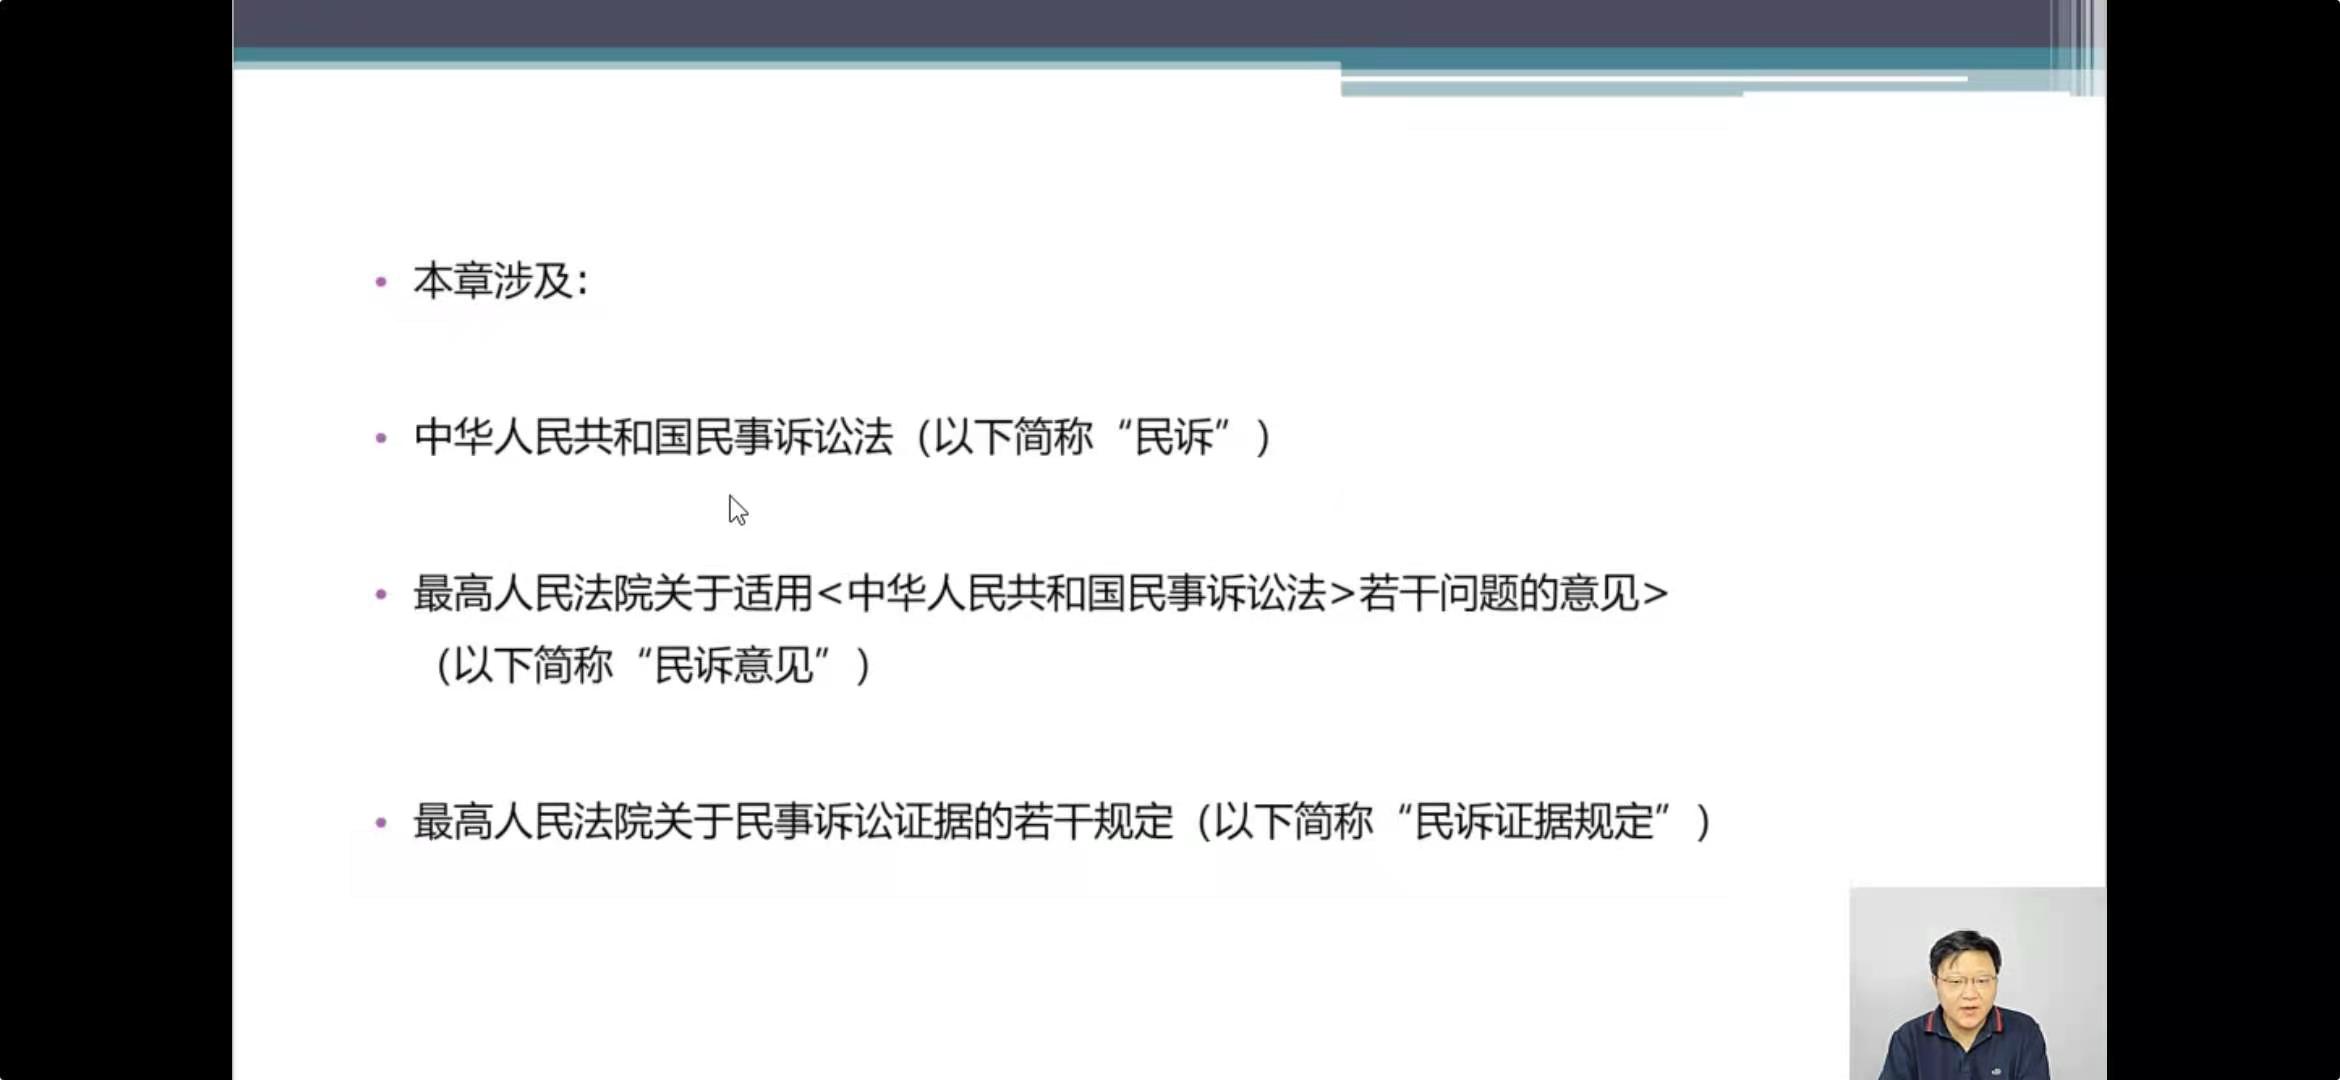 本章涉及：
中华人民共和国民事诉讼法（以下简称“民诉”）
最高人民法院关于适用<中华人民共和国民事诉讼法>若干问题的意见>
（以下简称“民诉意见”）
最高人民法院关于民事诉讼证据的若干规定（以下简称“民诉证据规定”）